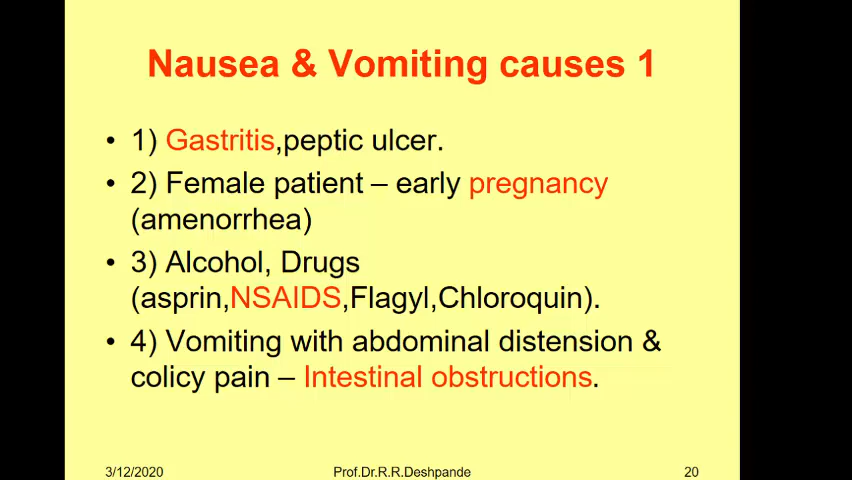 Nausea & Vomiting causes 1
• 1) Gastritis,peptic ulcer.
• 2) Female patient – early pregnancy
(amenorrhea)
• 3) Alcohol, Drugs
(asprin,NSAIDS,Flagyl,Chloroquin).
• 4) Vomiting with abdominal distension &
colicy pain – Intestinal obstructions.
3/12/2020 Prof.Dr.R.R.Deshpande 20